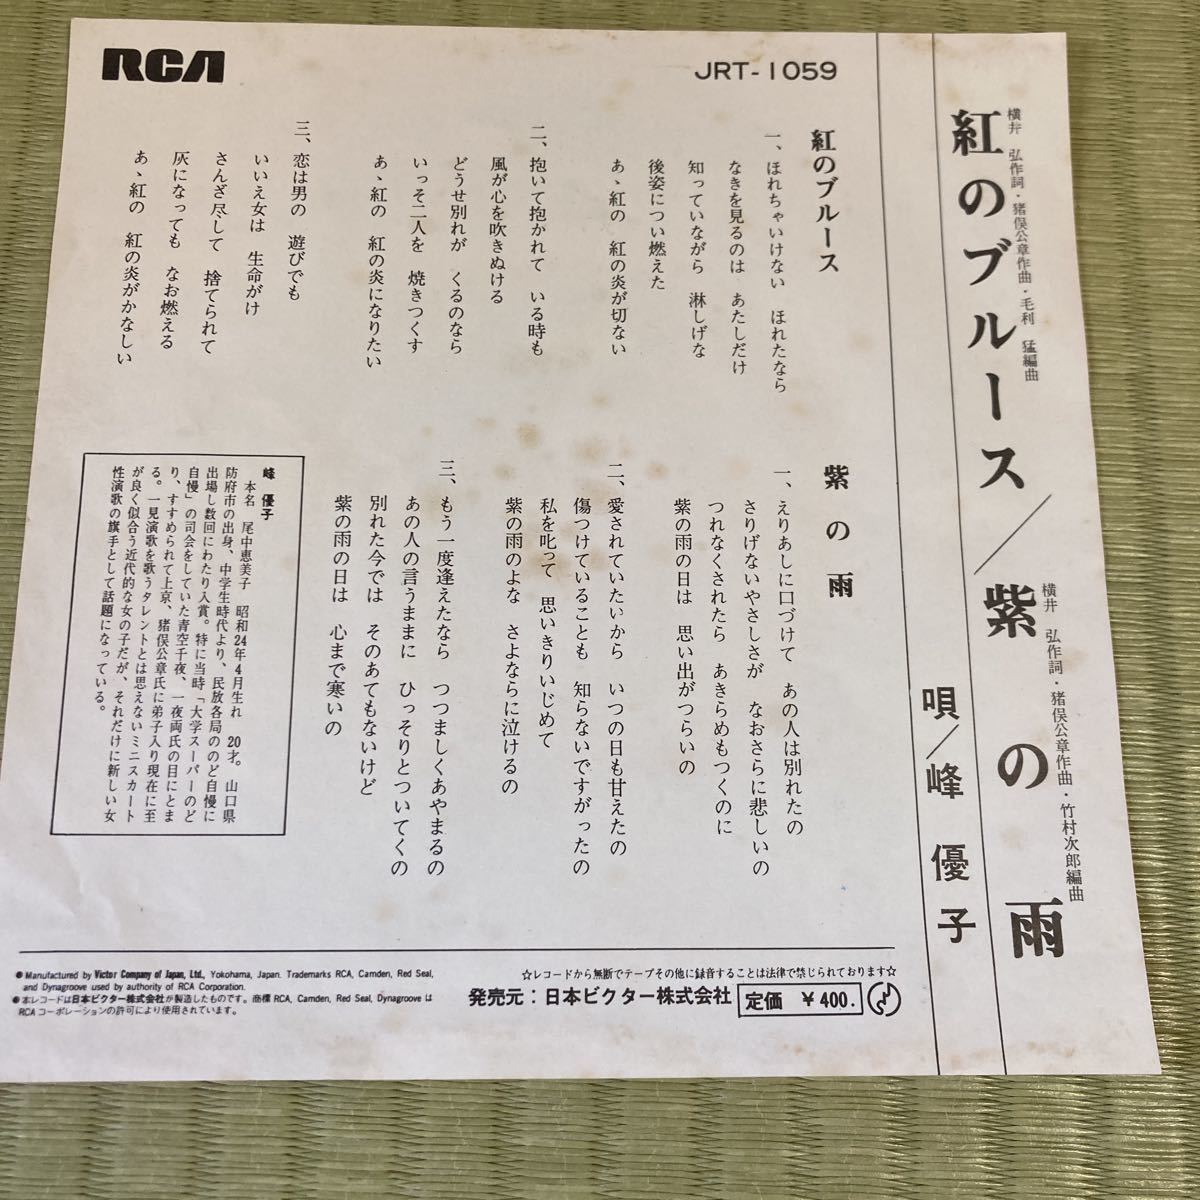 RCA
JRT-1059
横井 弘作詞・猪俣公章作曲・毛利 猛編曲
紅のブルース／紫の雨
横井 弘作詞・猪俣公章作曲・竹村次郎編曲
唄／峰 優子
紅のブルース
一、ほれちゃいけない ほれたなら
なきを見るのは あたしだけ
知っていながら 淋しげな
後姿につい燃えた
あゝ紅の 紅の炎が切ない
二、抱いて抱かれて いる時も
風が心を吹きぬける
どうせ別れが くるのなら
いっそ二人を 焼きつくす
あゝ紅の 紅の炎になりたい
三、恋は男の 遊びでも
いいえ女は 生命がけ
さんざ尽して 捨てられて
灰になっても なお燃える
あゝ紅の 紅の炎がかなしい
紫の雨
一、えりあしに口づけて あの人は別れたの
さりげないやさしさが なおさらに悲しいの
つれなくされたら あきらめもつくのに
紫の雨の日は 思い出がつらいの
二、愛されていたいから いつの日も甘えたの
傷つけていることも 知らないですがったの
私を叱って 思いきりいじめて
紫の雨のよな さよならに泣けるの
三、もう一度逢えたなら つつましくあやまるの
あの人の言うままに ひっそりとついてくの
別れた今では そのあてもないけど
紫の雨の日は 心まで寒いの
峰 優子
本名 尾中恵美子 昭和24年4月生れ 20才。山口県
防府市の出身、中学生時代より、民放各局ののど自慢に
出場し数回にわたり入賞。特に当時「大学スーパーのど
自慢」の司会をしていた青空千夜、一夜両氏の目にとま
り、すすめられて上京、猪俣公章氏に弟子入り現在に至
る。一見演歌を歌うタレントとは思えないミニスカート
が良く似合う近代的な女の子だが、それだけに新しい女
性演歌の旗手として話題になっている。
● Manufactured by Victor Company of Japan, Ltd., Yokohama, Japan. Trademarks RCA, Camden, Red Seal,
and Dynagroove used by authority of RCA Corporation.
● 本レコードは日本ビクター株式会社が製造したものです。商標 RCA, Camden, Red Seal, Dynagroove は
RCA コーポレーションの許可により使用されています。
☆レコードから無断でテープその他に録音することは法律で禁じられております☆
発売元：日本ビクター株式会社 定価 ￥400.